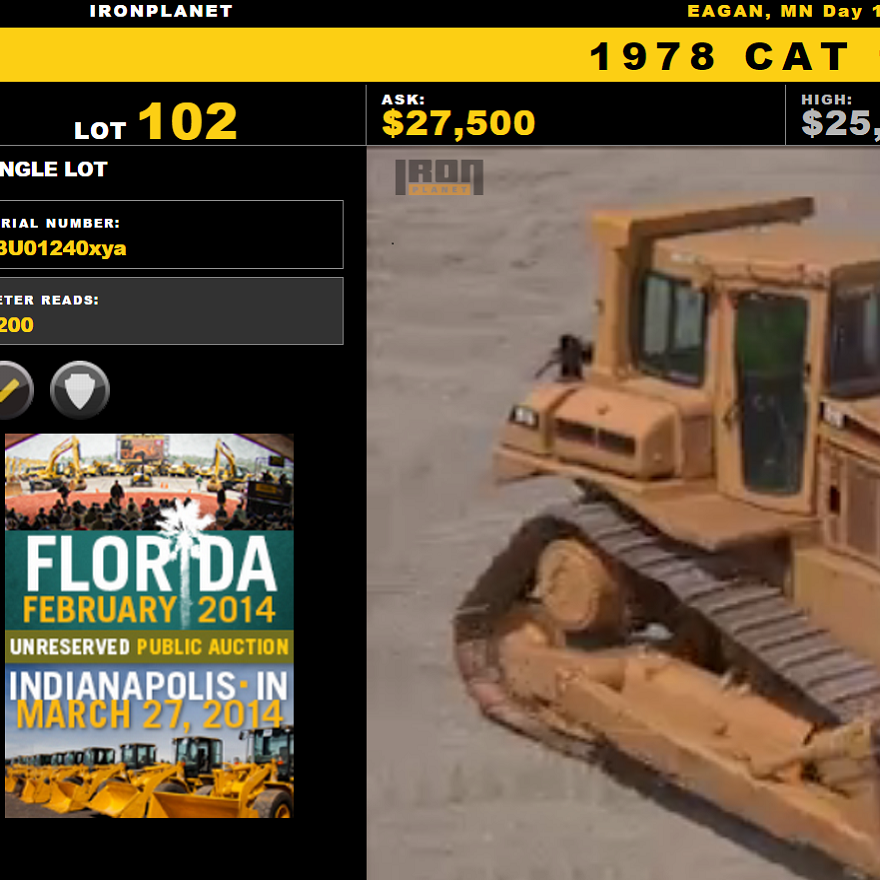 IRONPLANET
EAGAN, MN Day 1
1978 CAT
LOT 102
ASK:
$27,500
HIGH:
$25,
NGLE LOT
RIAL NUMBER:
BU01240xya
ETER READS:
200
IRON
PLANET
FLORIDA
FEBRUARY 2014
UNRESERVED PUBLIC AUCTION
INDIANAPOLIS · IN
MARCH 27, 2014